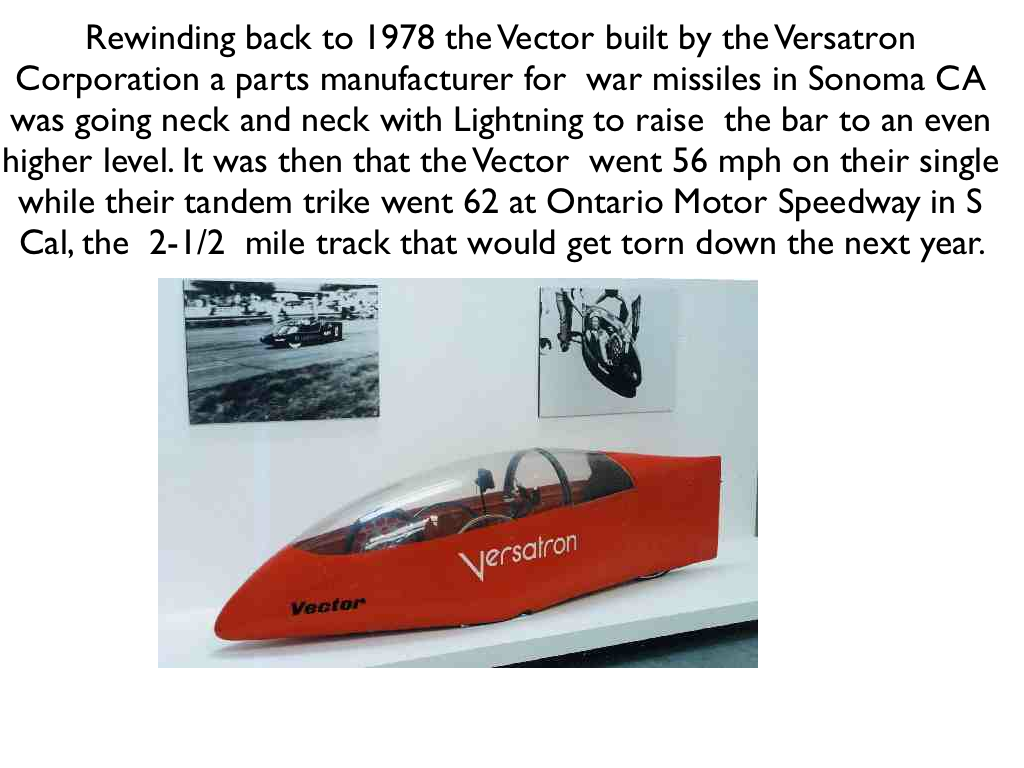 Rewinding back to 1978 the Vector built by the Versatron
Corporation a parts manufacturer for war missiles in Sonoma CA
was going neck and neck with Lightning to raise the bar to an even
higher level. It was then that the Vector went 56 mph on their single
while their tandem trike went 62 at Ontario Motor Speedway in S
Cal, the 2-1/2 mile track that would get torn down the next year.
Versatron
Vector